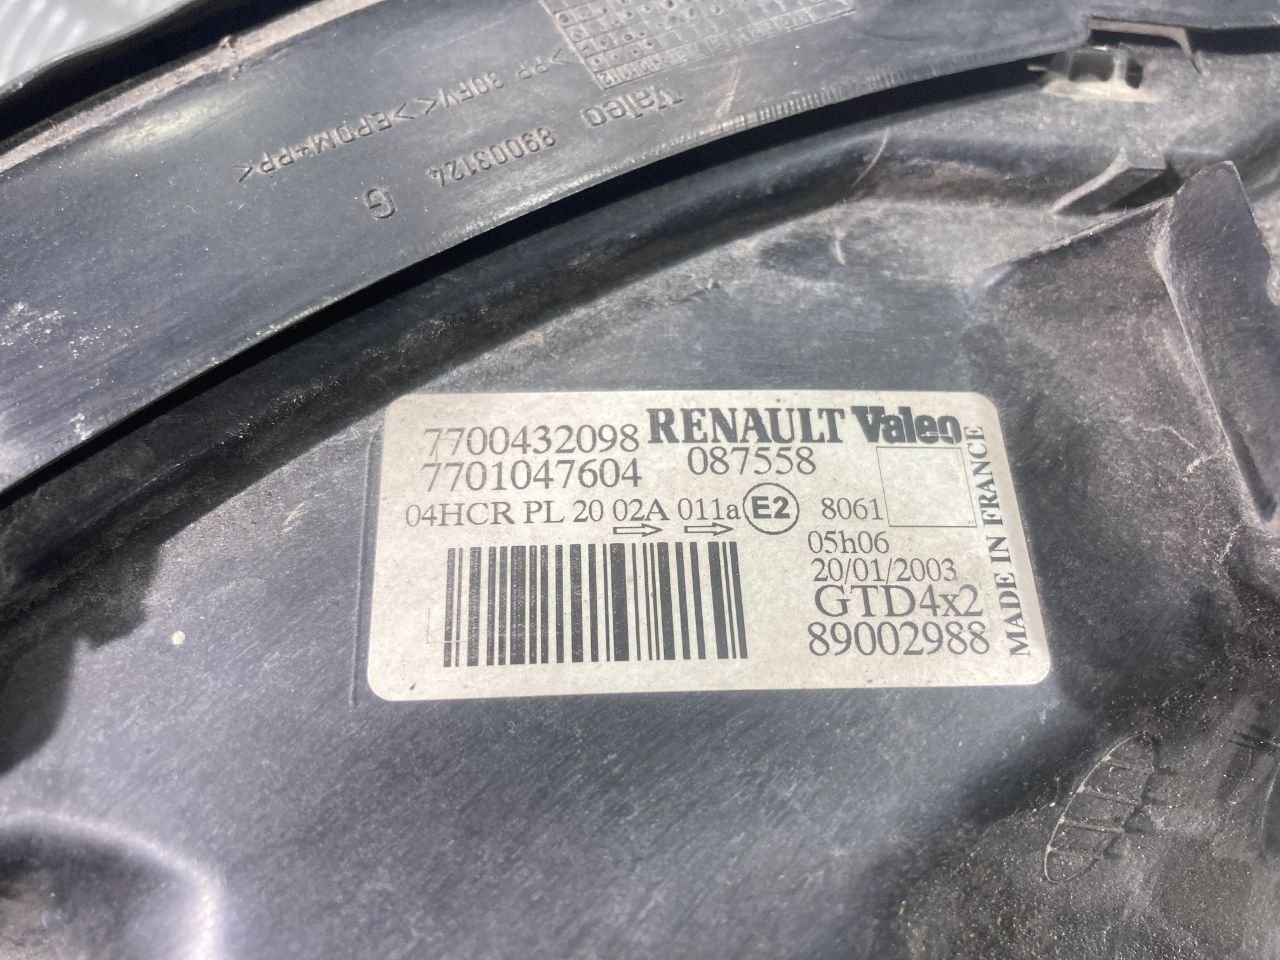 >PP 30FV<>EPDM+PP<
Valeo
89003124
G
7700432098 RENAULT Valeo
7701047604 087558
04HCR PL 20 02A 011a E2 8061
05h06
20/01/2003
GTD4x2
89002988
MADE IN FRANCE